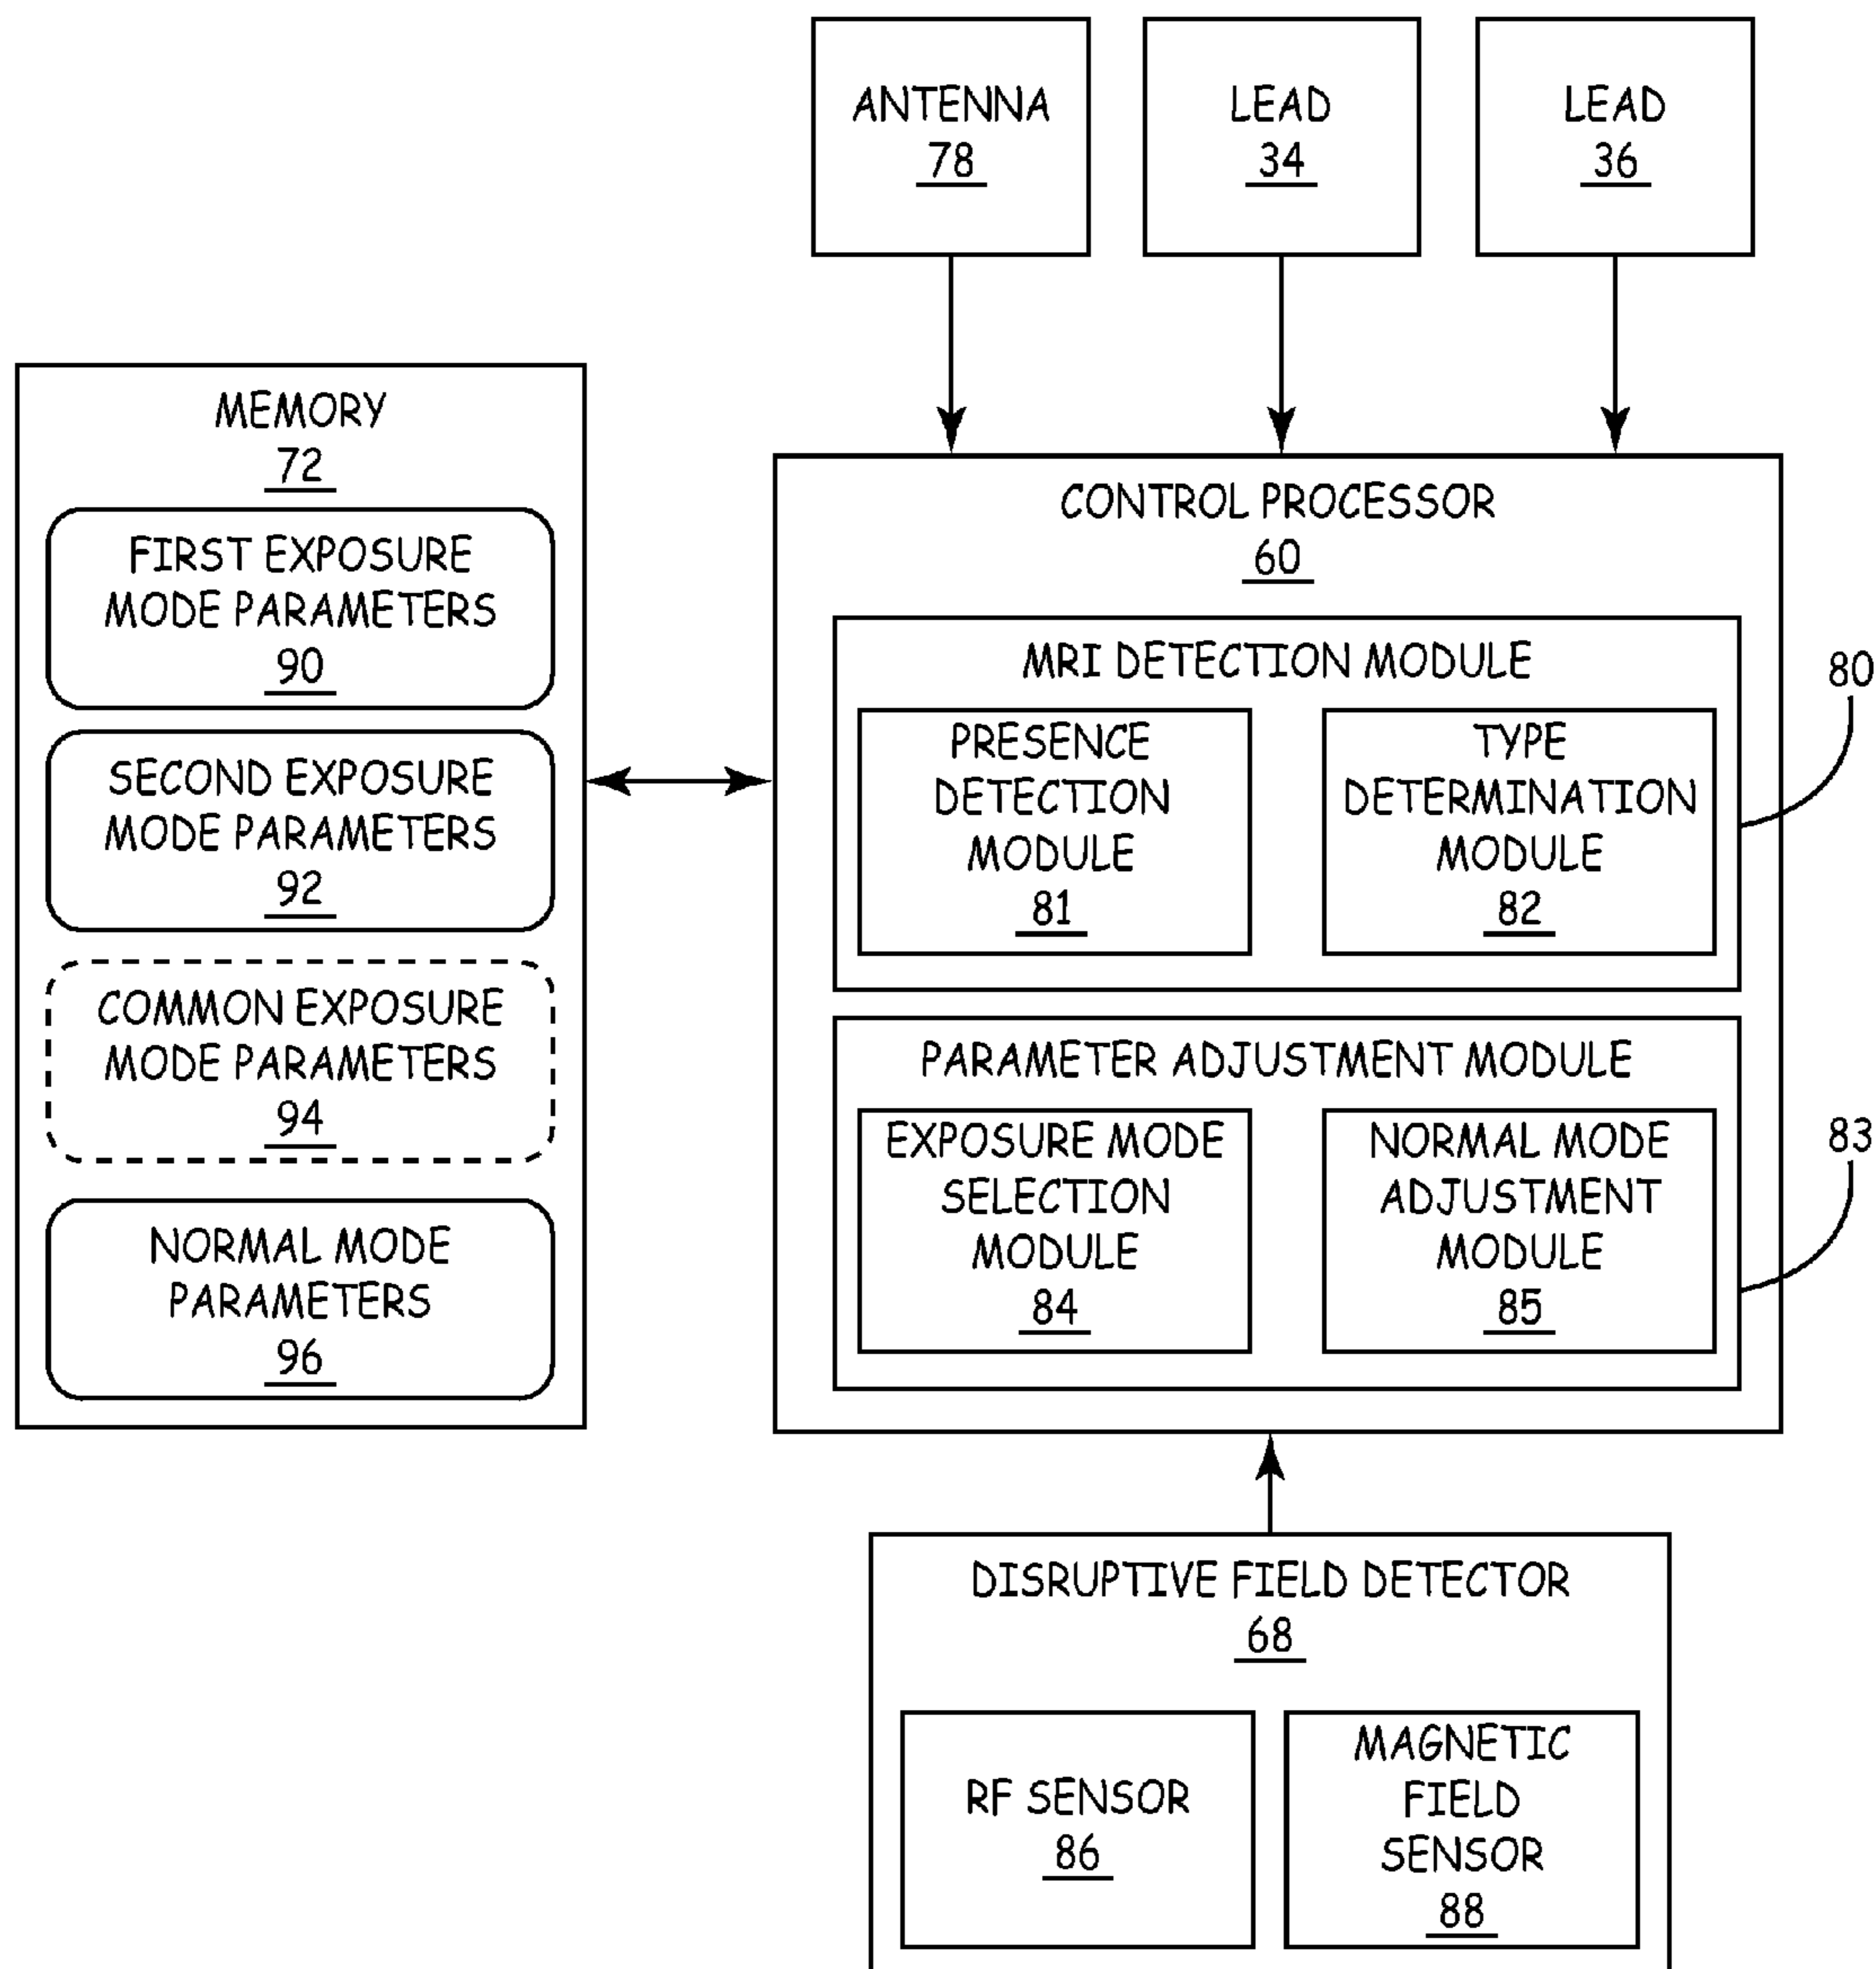 ANTENNA
78
LEAD
34
LEAD
36
MEMORY
72
FIRST EXPOSURE
MODE PARAMETERS
90
SECOND EXPOSURE
MODE PARAMETERS
92
COMMON EXPOSURE
MODE PARAMETERS
94
NORMAL MODE
PARAMETERS
96
CONTROL PROCESSOR
60
MRI DETECTION MODULE
PRESENCE
DETECTION
MODULE
81
TYPE
DETERMINATION
MODULE
82
80
PARAMETER ADJUSTMENT MODULE
EXPOSURE MODE
SELECTION
MODULE
84
NORMAL MODE
ADJUSTMENT
MODULE
85
83
DISRUPTIVE FIELD DETECTOR
68
RF SENSOR
86
MAGNETIC
FIELD
SENSOR
88